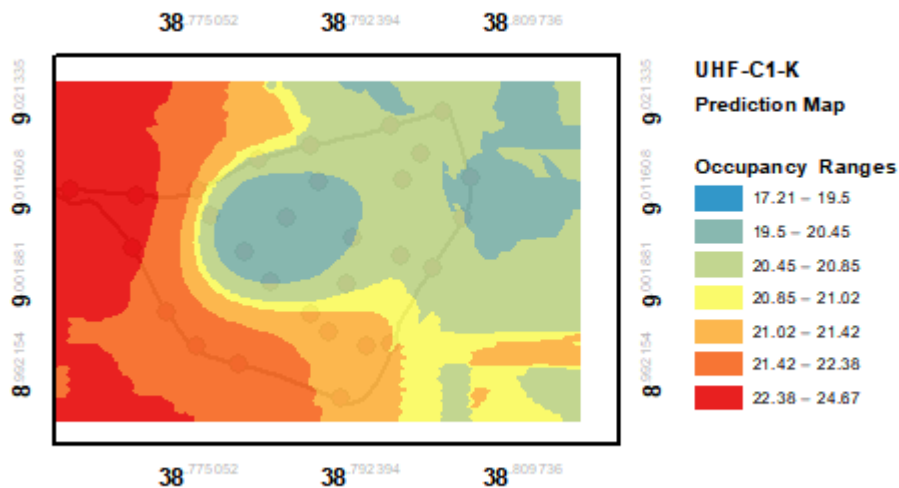 38.775052 38.792394 38.809736
9.021335 9.021335
9.011608 9.011608
9.001881 9.001881
8.992154 8.992154
38.775052 38.792394 38.809736
UHF-C1-K
Prediction Map
Occupancy Ranges
17.21 – 19.5
19.5 – 20.45
20.45 – 20.85
20.85 – 21.02
21.02 – 21.42
21.42 – 22.38
22.38 – 24.67